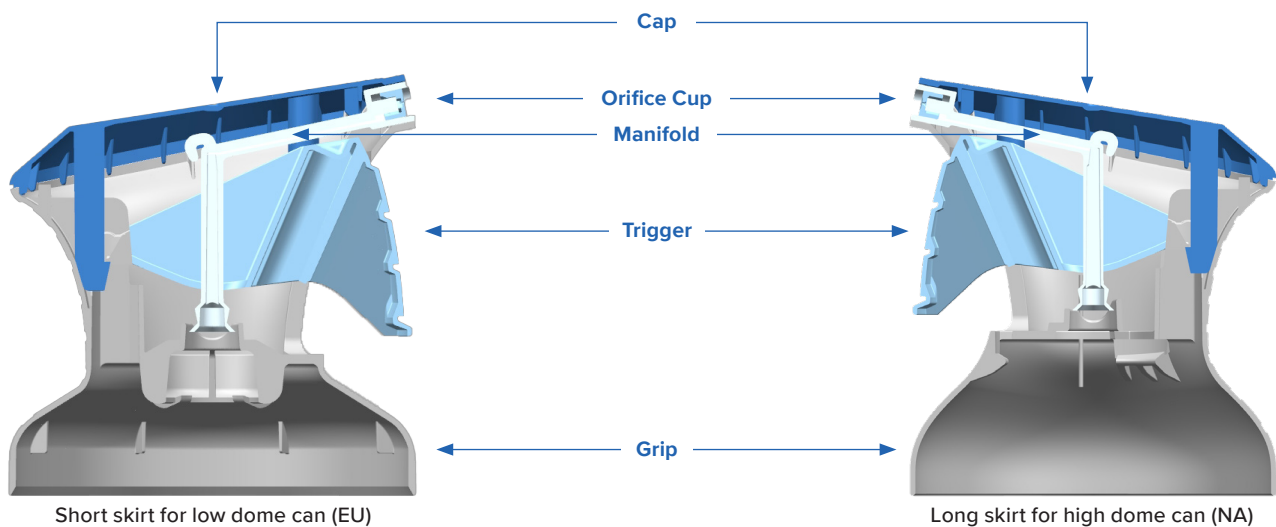 Cap
Orifice Cup
Manifold
Trigger
Grip
Short skirt for low dome can (EU)
Long skirt for high dome can (NA)